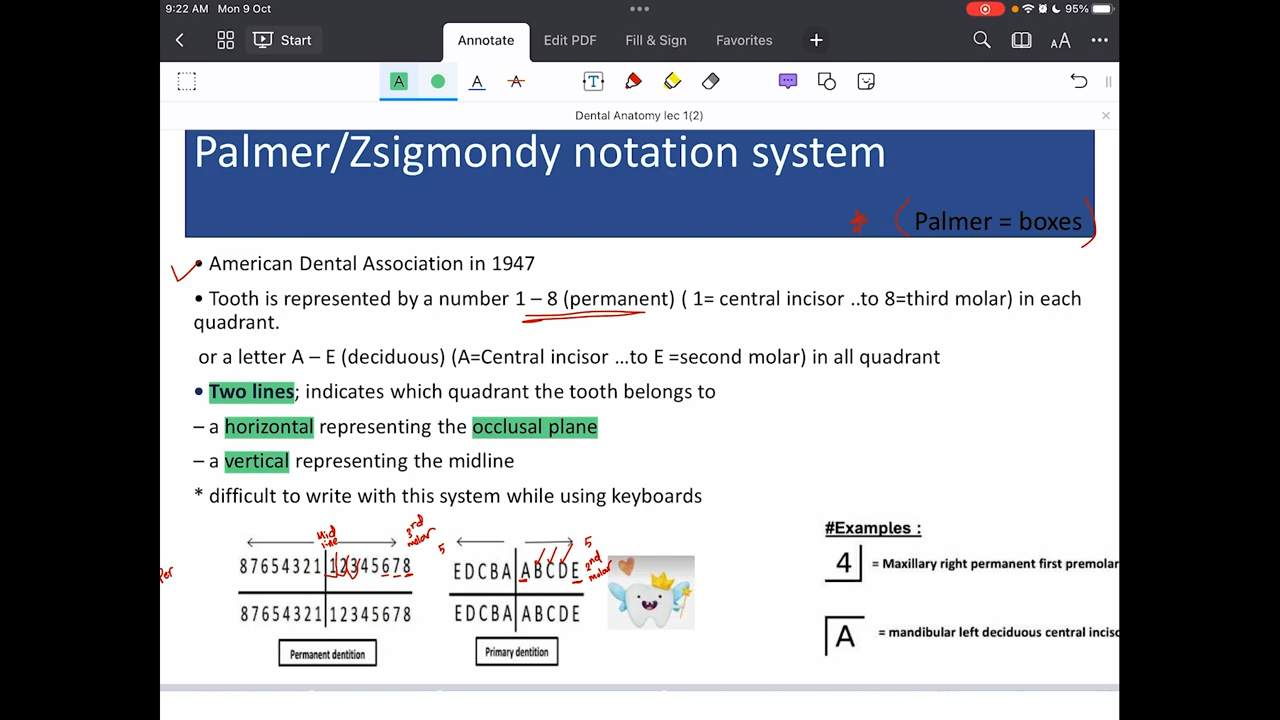 9:22 AM Mon 9 Oct
95%
Start
Annotate
Edit PDF
Fill & Sign
Favorites
Dental Anatomy lec 1(2)
Palmer/Zsigmondy notation system
(Palmer = boxes)
• American Dental Association in 1947
• Tooth is represented by a number 1 – 8 (permanent) ( 1= central incisor ..to 8=third molar) in each
quadrant.
or a letter A – E (deciduous) (A=Central incisor ...to E =second molar) in all quadrant
• Two lines; indicates which quadrant the tooth belongs to
– a horizontal representing the occlusal plane
– a vertical representing the midline
* difficult to write with this system while using keyboards
Mid
line
3rd
molar
87654321 12345678
87654321 12345678
Permanent dentition
5
5
2nd
molar
EDCBA ABCDE
EDCBA ABCDE
Primary dentition
#Examples :
4 = Maxillary right permanent first premolar
A = mandibular left deciduous central inciso